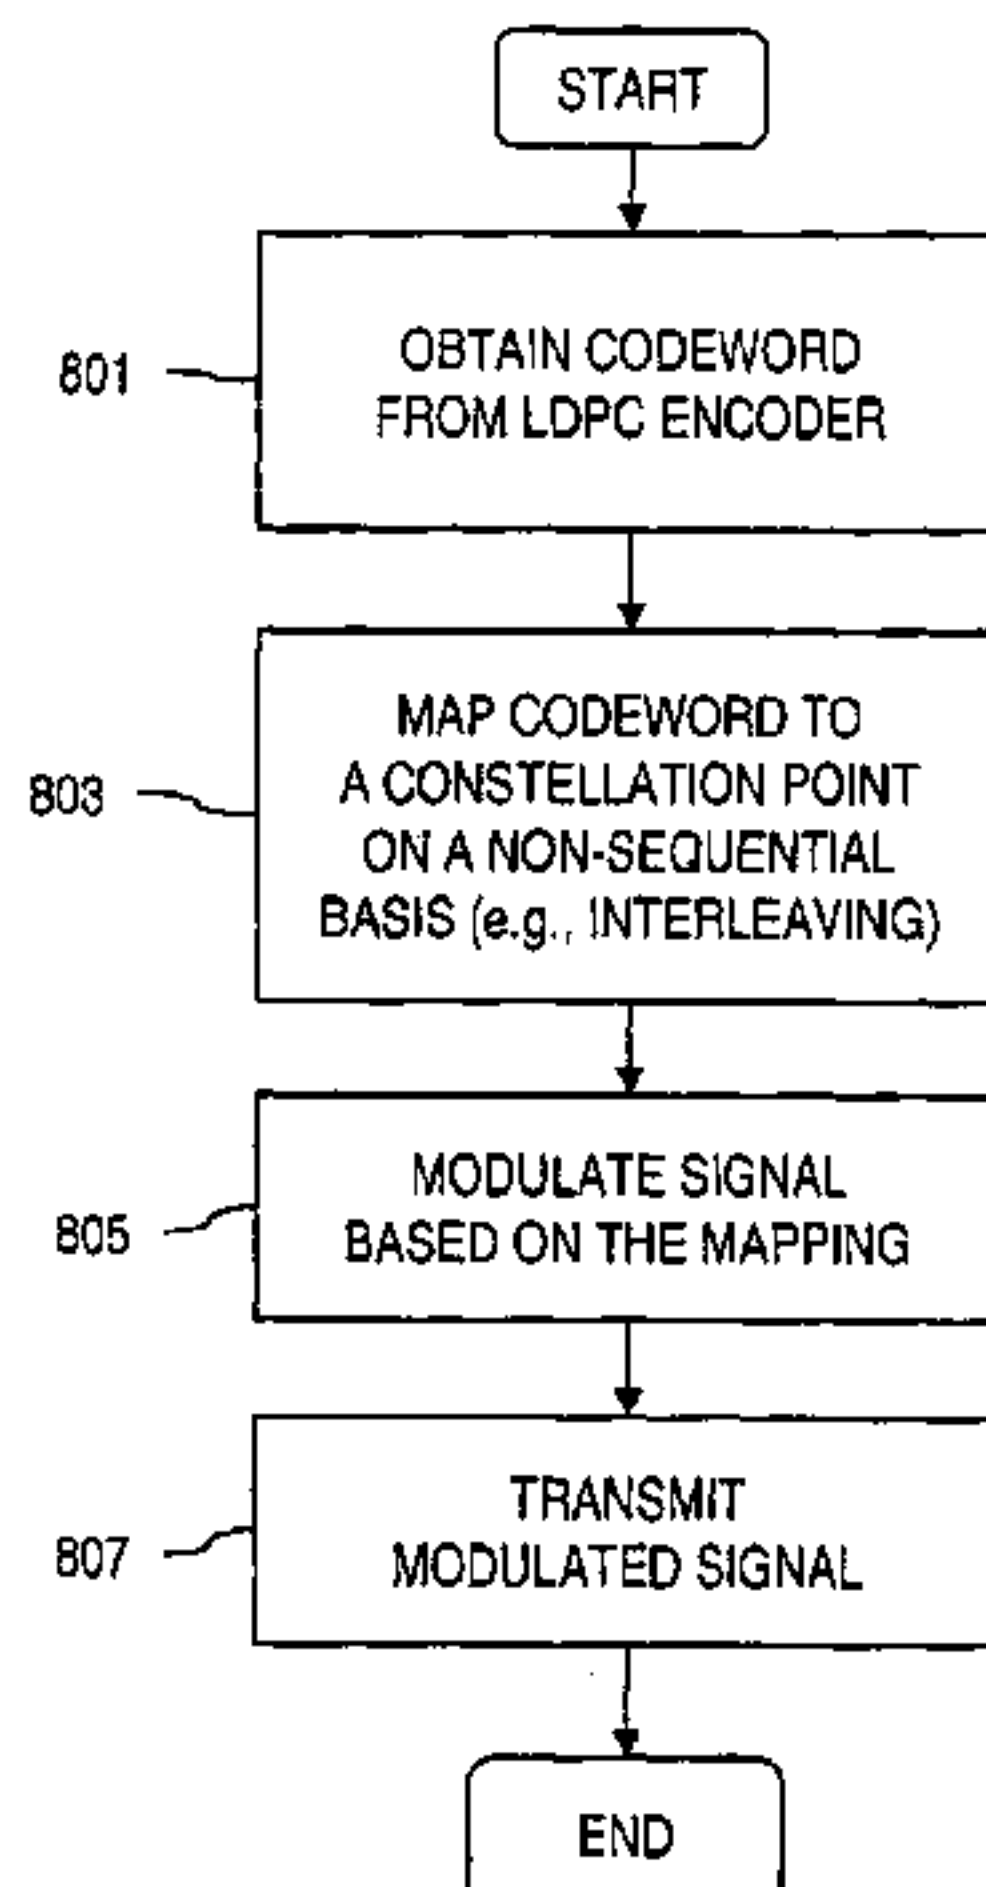 START
801
OBTAIN CODEWORD
FROM LDPC ENCODER
803
MAP CODEWORD TO
A CONSTELLATION POINT
ON A NON-SEQUENTIAL
BASIS (e.g., INTERLEAVING)
805
MODULATE SIGNAL
BASED ON THE MAPPING
807
TRANSMIT
MODULATED SIGNAL
END